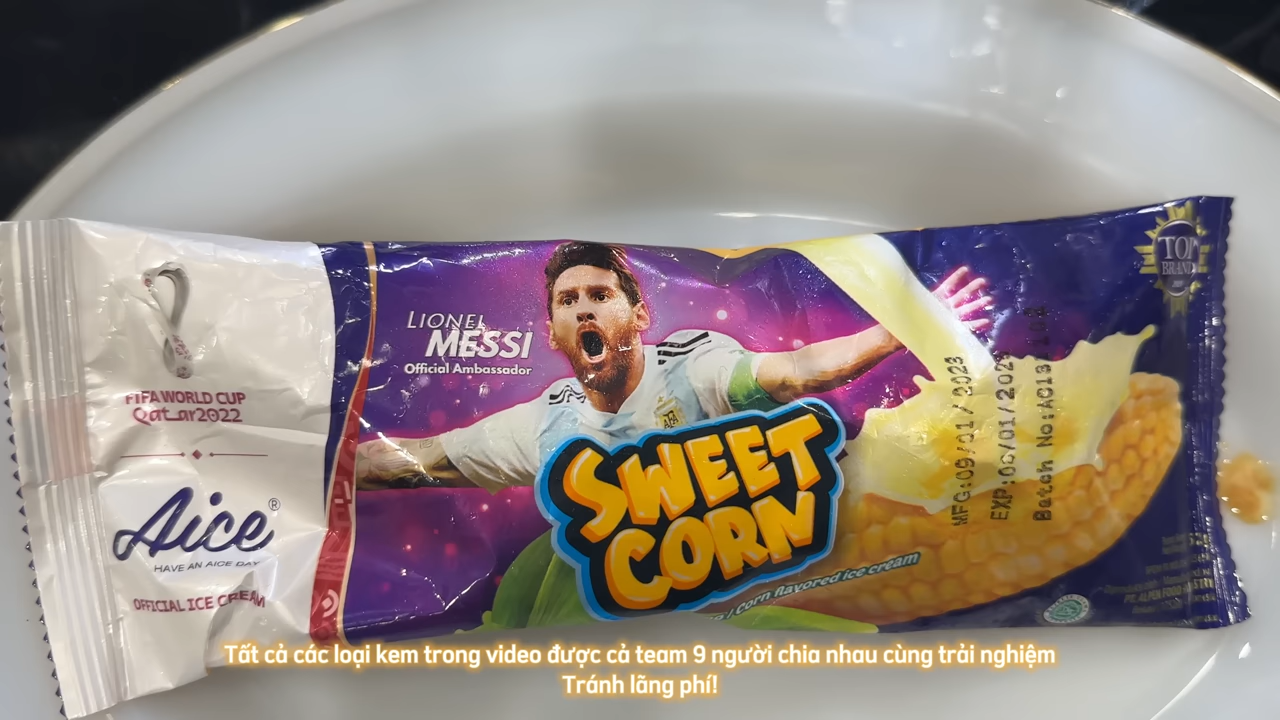 LIONEL
MESSI
Official Ambassador
FIFA WORLD CUP
Qatar2022
Aice®
HAVE AN AICE DAY
OFFICIAL ICE CREAM
SWEET
CORN
Corn flavored ice cream
TOP
BRAND
MFG:09/01/2023
Batch No:A013
Tất cả các loại kem trong video được cả team 9 người chia nhau cùng trải nghiệm
Tránh lãng phí!